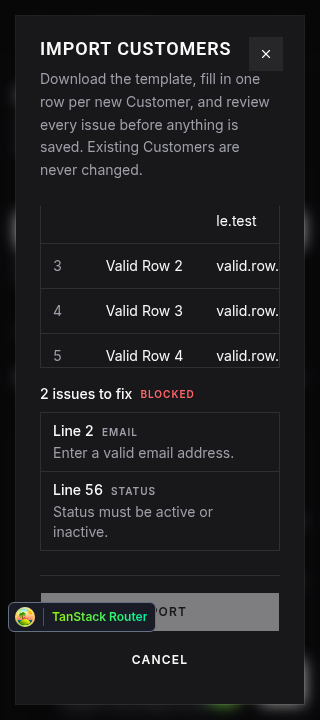 IMPORT CUSTOMERS
×
Download the template, fill in one
row per new Customer, and review
every issue before anything is
saved. Existing Customers are
never changed.
le.test
3 Valid Row 2 valid.row.
4 Valid Row 3 valid.row.
5 Valid Row 4 valid.row.
2 issues to fix BLOCKED
Line 2 EMAIL
Enter a valid email address.
Line 56 STATUS
Status must be active or
inactive.
TanStack Router PORT
CANCEL